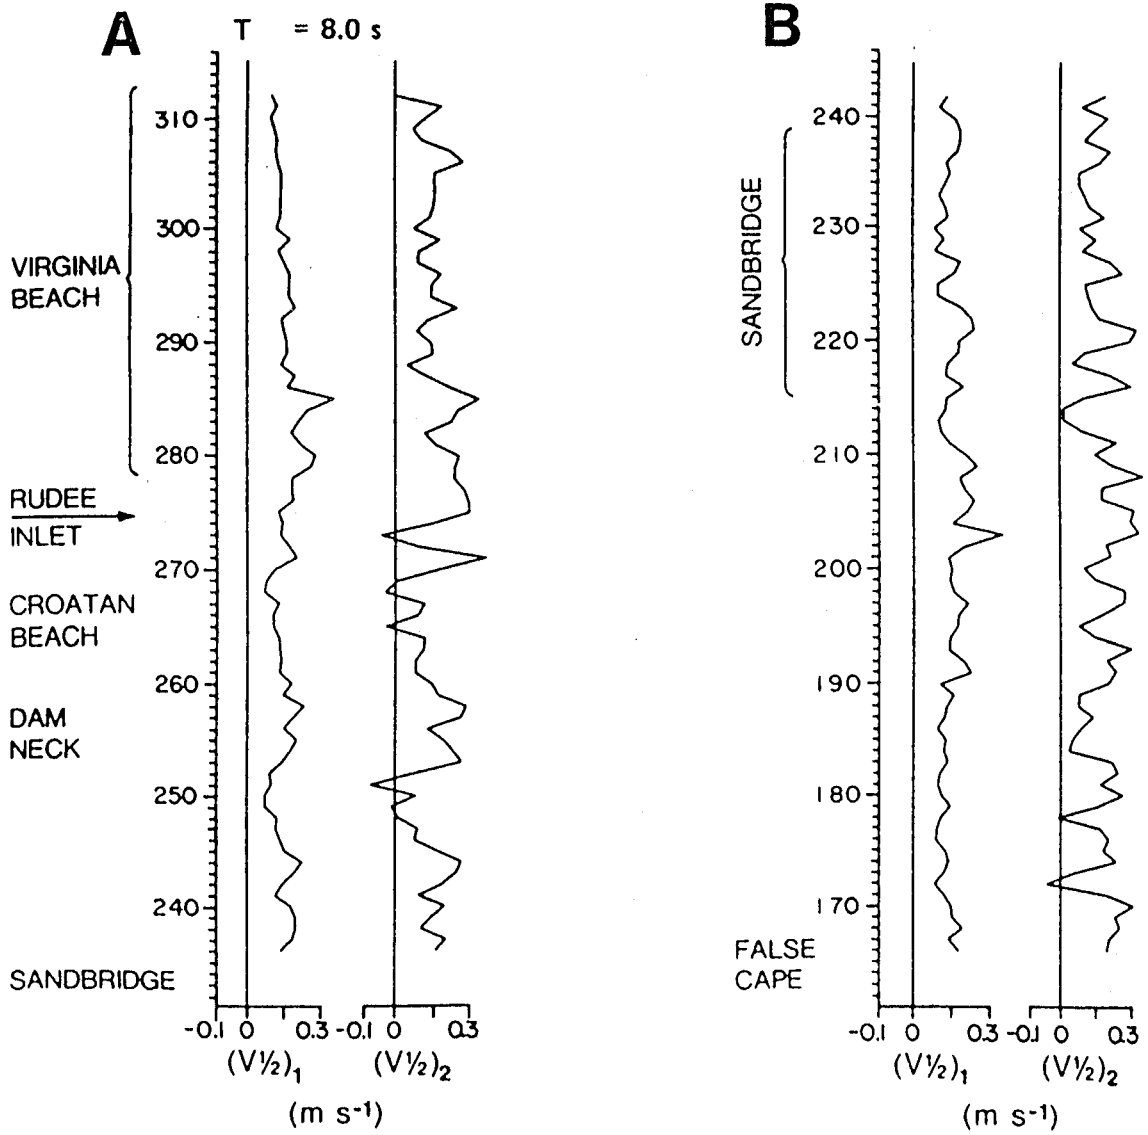 A
T = 8.0 s
310
300
290
280
270
260
250
240
VIRGINIA
BEACH
RUDEE
INLET
CROATAN
BEACH
DAM
NECK
SANDBRIDGE
-0.1 0 0.3 -0.1 0 0.3
(V½)₁ (V½)₂
(m s-1)
B
240
230
220
210
200
190
180
170
SANDBRIDGE
FALSE
CAPE
-0.1 0 0.3 -0.1 0 0.3
(V½)₁ (V½)₂
(m s-1)